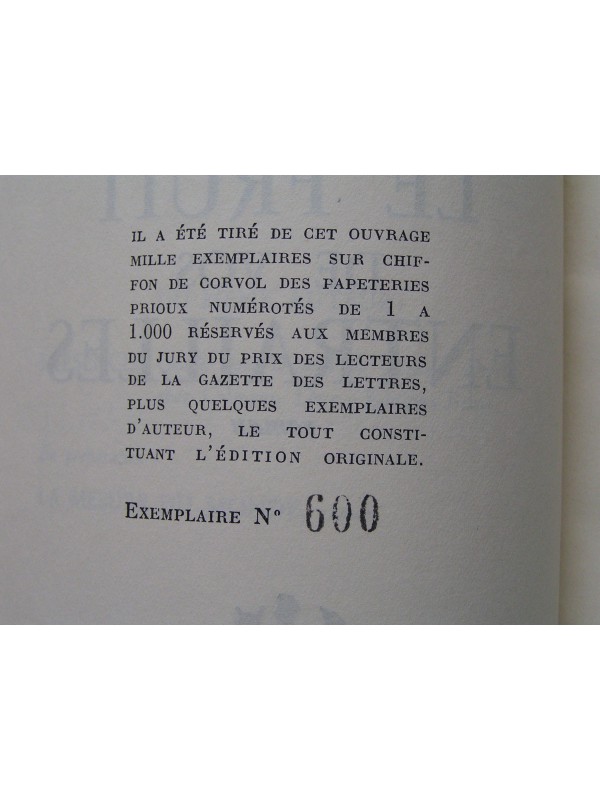 IL A ÉTÉ TIRÉ DE CET OUVRAGE
MILLE EXEMPLAIRES SUR CHIF-
FON DE CORVOL DES PAPETERIES
PRIOUX NUMÉROTÉS DE 1 A
1.000 RÉSERVÉS AUX MEMBRES
DU JURY DU PRIX DES LECTEURS
DE LA GAZETTE DES LETTRES,
PLUS QUELQUES EXEMPLAIRES
D'AUTEUR, LE TOUT CONSTI-
TUANT L'ÉDITION ORIGINALE.
EXEMPLAIRE Nº 600